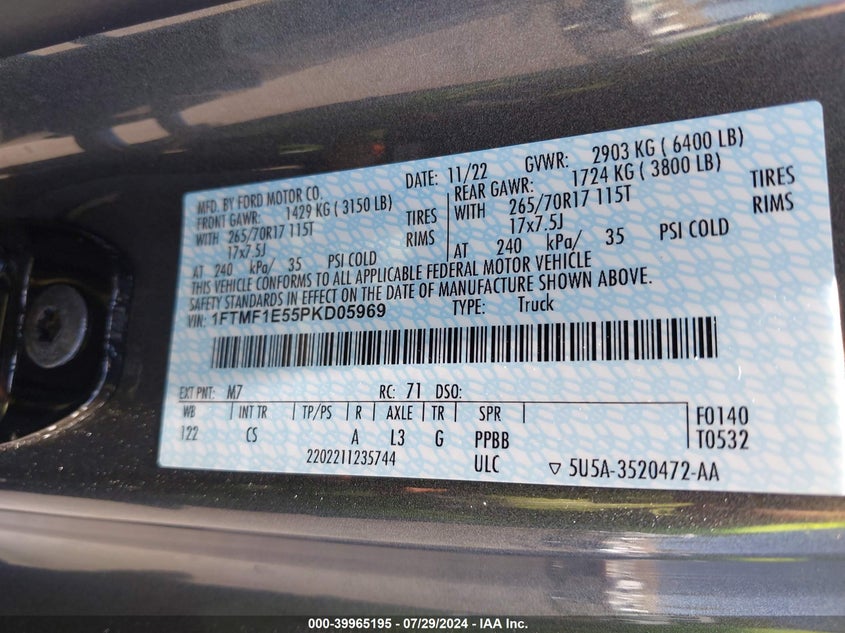 MFD. BY FORD MOTOR CO. DATE: 11/22 GVWR: 2903 KG ( 6400 LB)
FRONT GAWR: 1429 KG ( 3150 LB) REAR GAWR: 1724 KG ( 3800 LB)
WITH 265/70R17 115T TIRES WITH 265/70R17 115T TIRES
17x7.5J RIMS 17x7.5J RIMS
AT 240 kPa/ 35 PSI COLD AT 240 kPa/ 35 PSI COLD
THIS VEHICLE CONFORMS TO ALL APPLICABLE FEDERAL MOTOR VEHICLE
SAFETY STANDARDS IN EFFECT ON THE DATE OF MANUFACTURE SHOWN ABOVE.
VIN: 1FTMF1E55PKD05969 TYPE: Truck
EXT PNT: M7 RC: 71 DSO:
WB INT TR TP/PS R AXLE TR SPR F0140
122 CS A L3 G PPBB T0532
2202211235744 ULC ▽ 5U5A-3520472-AA
000-39965195 - 07/29/2024 - IAA Inc.